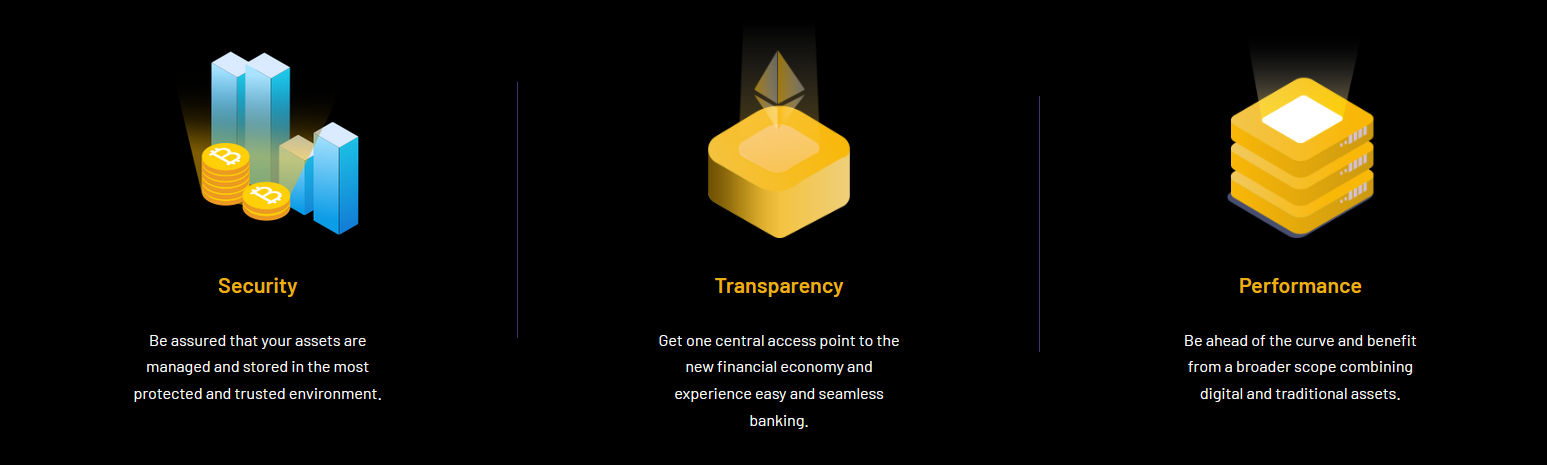 Security
Be assured that your assets are
managed and stored in the most
protected and trusted environment.
Transparency
Get one central access point to the
new financial economy and
experience easy and seamless
banking.
Performance
Be ahead of the curve and benefit
from a broader scope combining
digital and traditional assets.